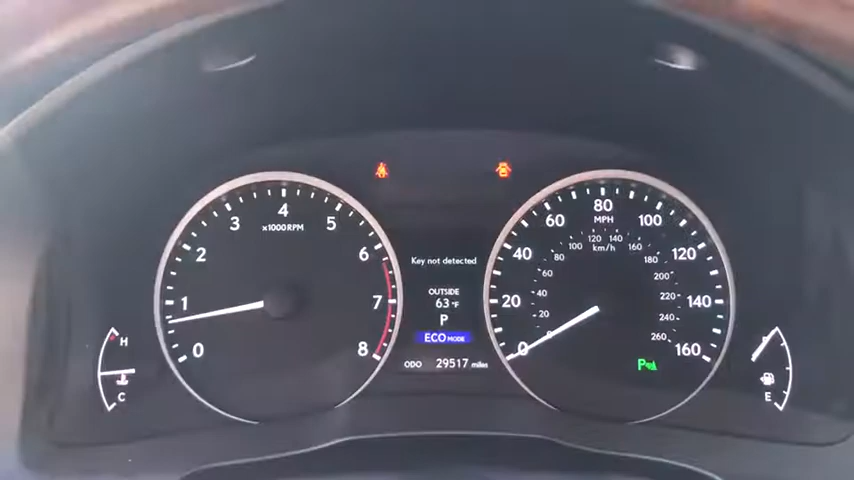 x1000RPM
0
1
2
3
4
5
6
7
8
Key not detected
OUTSIDE
63°F
P
ECO MODE
ODO 29517 miles
MPH
0
20
40
60
80
100
120
140
160
km/h
0
20
40
60
80
100
120
140
160
180
200
220
240
260
P
H
C
F
E